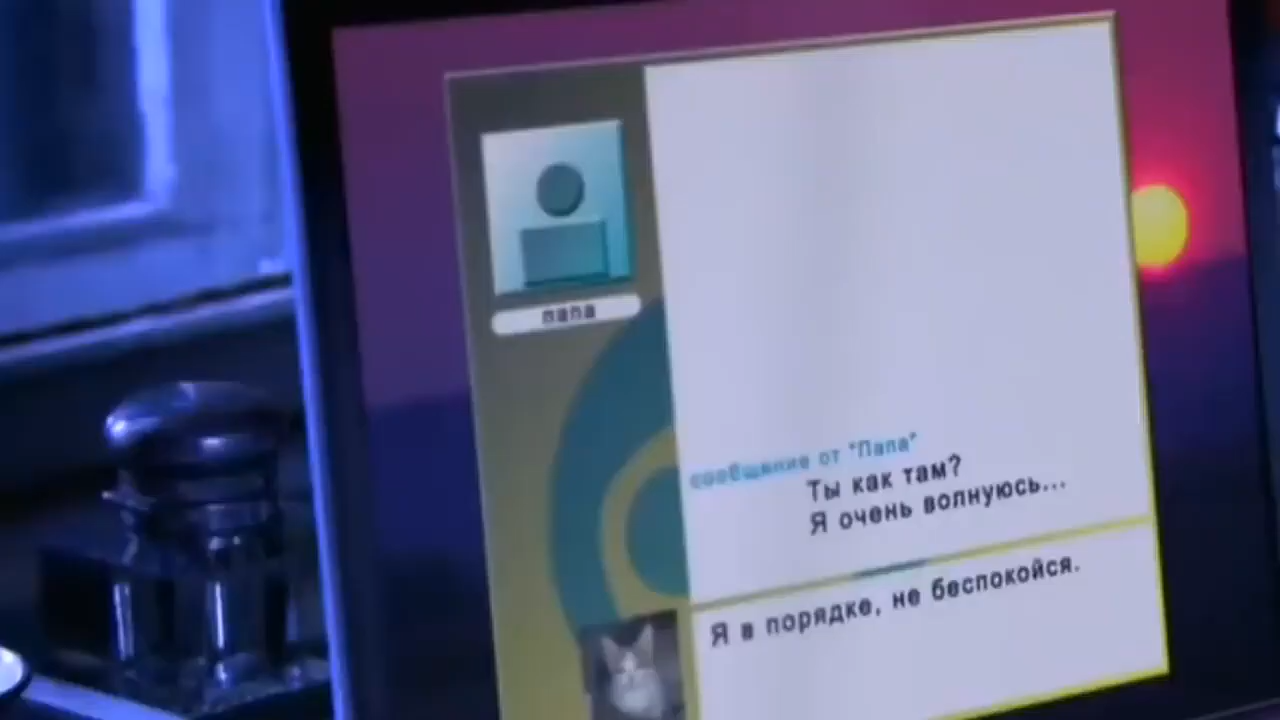 папа
сообщение от "Папа"
Ты как там?
Я очень волнуюсь...
Я в порядке, не беспокойся.